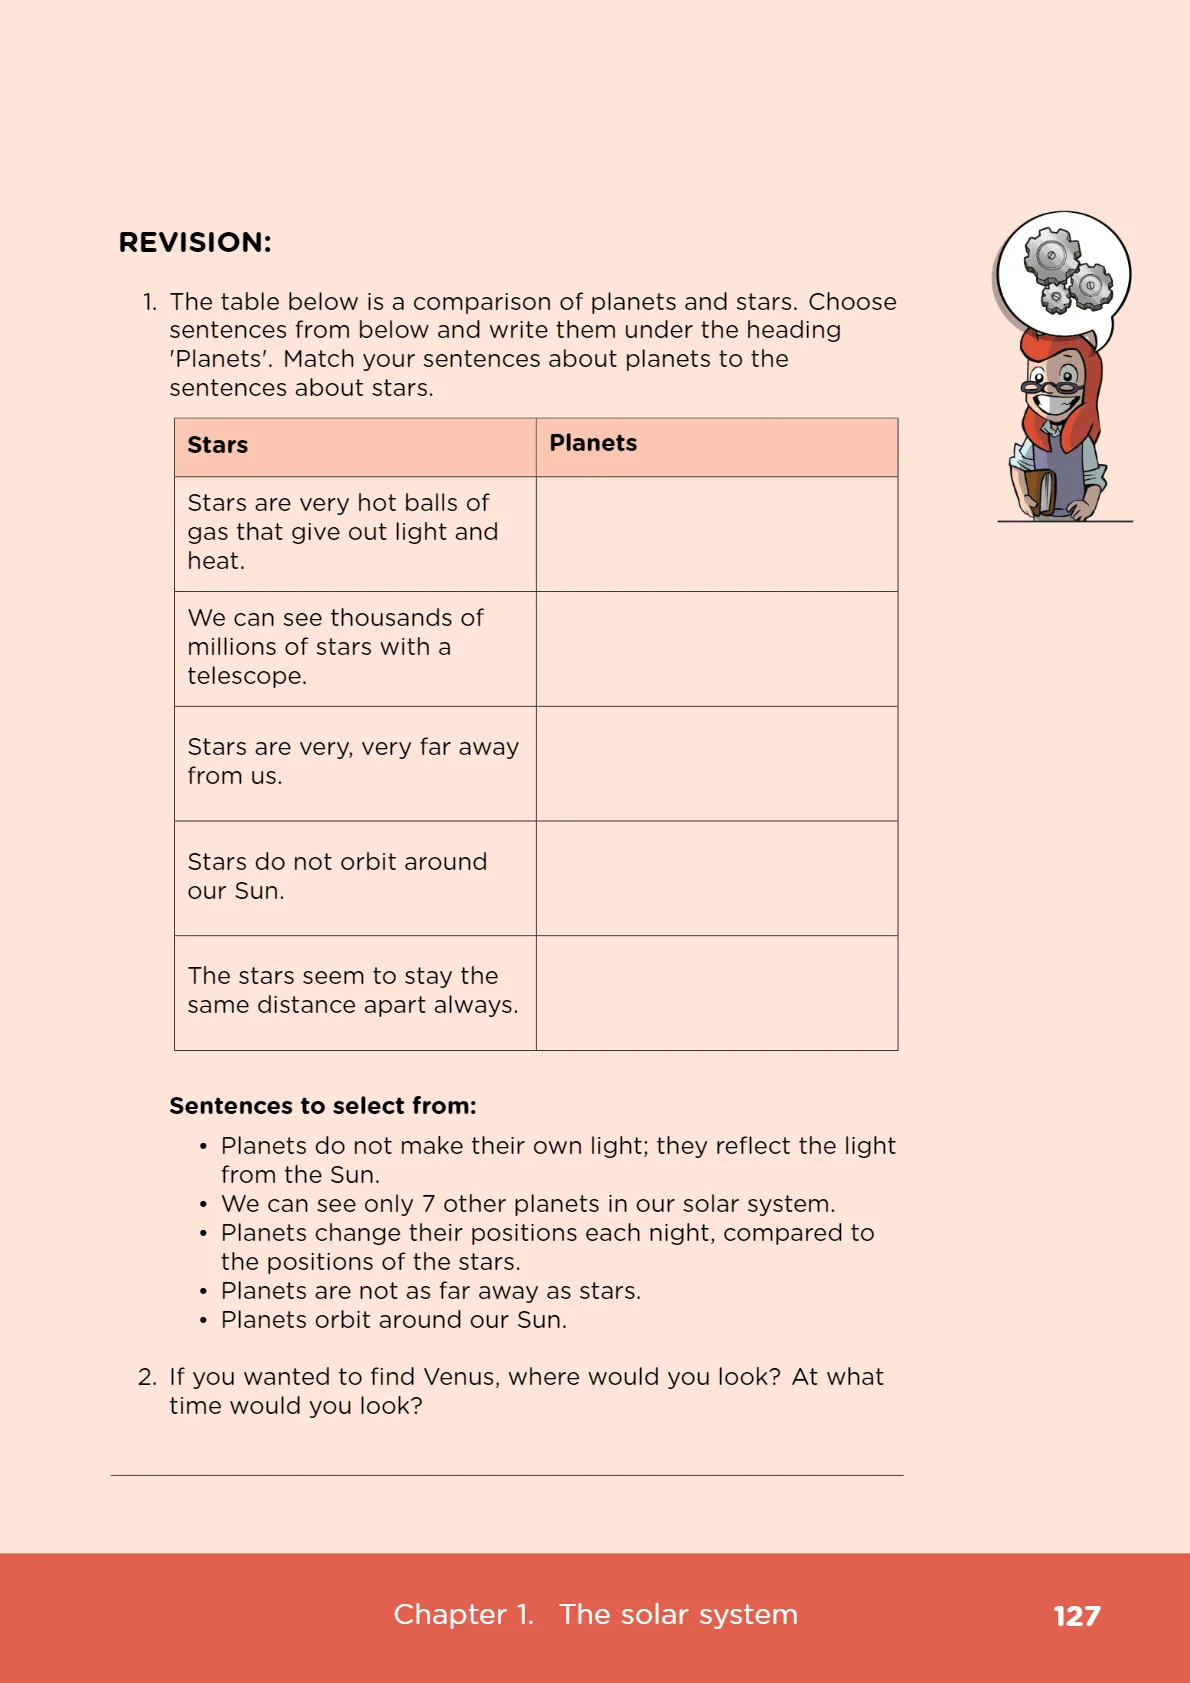 REVISION:
1. The table below is a comparison of planets and stars. Choose
sentences from below and write them under the heading
'Planets'. Match your sentences about planets to the
sentences about stars.
Stars
Planets
Stars are very hot balls of
gas that give out light and
heat.
We can see thousands of
millions of stars with a
telescope.
Stars are very, very far away
from us.
Stars do not orbit around
our Sun.
The stars seem to stay the
same distance apart always.
Sentences to select from:
• Planets do not make their own light; they reflect the light
from the Sun.
• We can see only 7 other planets in our solar system.
• Planets change their positions each night, compared to
the positions of the stars.
• Planets are not as far away as stars.
• Planets orbit around our Sun.
2. If you wanted to find Venus, where would you look? At what
time would you look?
Chapter 1. The solar system
127